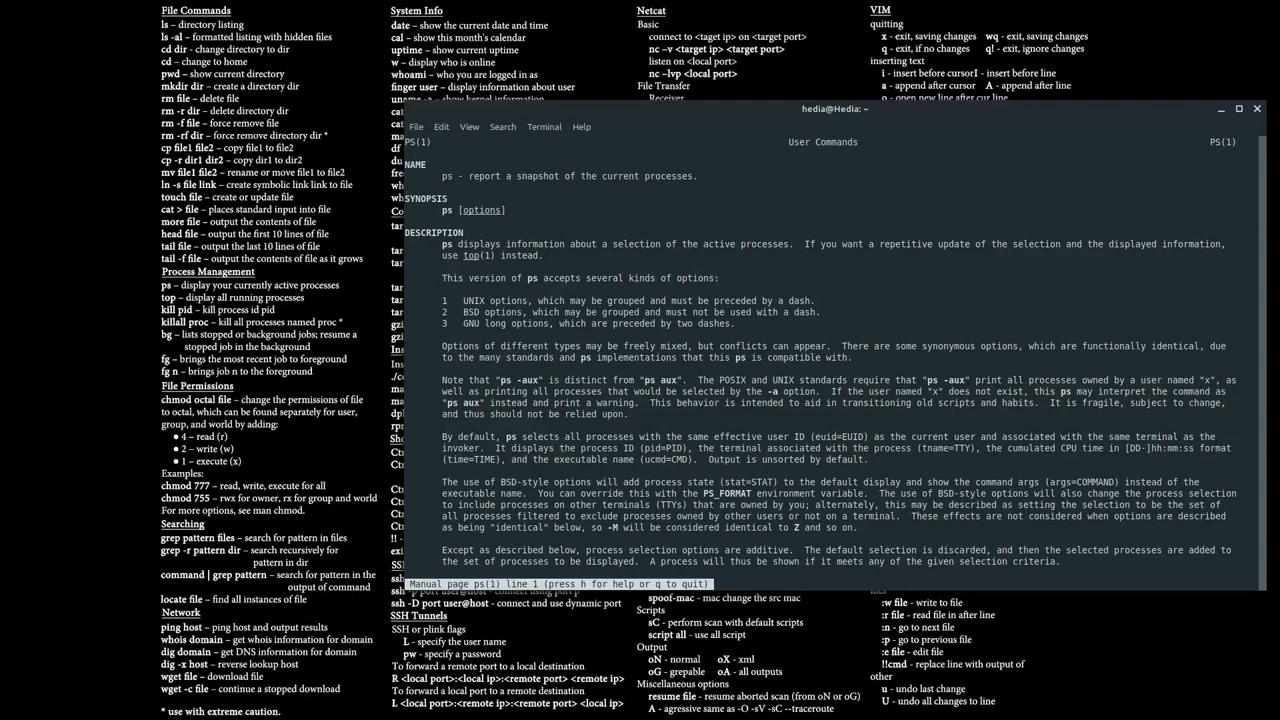 File Commands
ls – directory listing
ls -al – formatted listing with hidden files
cd dir - change directory to dir
cd – change to home
pwd – show current directory
mkdir dir – create a directory dir
rm file – delete file
rm -r dir – delete directory dir
rm -f file – force remove file
rm -rf dir – force remove directory dir *
cp file1 file2 – copy file1 to file2
cp -r dir1 dir2 – copy dir1 to dir2
mv file1 file2 – rename or move file1 to file2
ln -s file link – create symbolic link link to file
touch file – create or update file
cat > file – places standard input into file
more file – output the contents of file
head file – output the first 10 lines of file
tail file – output the last 10 lines of file
tail -f file – output the contents of file as it grows
Process Management
ps – display your currently active processes
top – display all running processes
kill pid – kill process id pid
killall proc – kill all processes named proc *
bg – lists stopped or background jobs; resume a
stopped job in the background
fg – brings the most recent job to foreground
fg n – brings job n to the foreground
File Permissions
chmod octal file – change the permissions of file
to octal, which can be found separately for user,
group, and world by adding:
● 4 – read (r)
● 2 – write (w)
● 1 – execute (x)
Examples:
chmod 777 – read, write, execute for all
chmod 755 – rwx for owner, rx for group and world
For more options, see man chmod.
Searching
grep pattern files – search for pattern in files
grep -r pattern dir – search recursively for
pattern in dir
command | grep pattern – search for pattern in the
output of command
locate file – find all instances of file
Network
ping host – ping host and output results
whois domain – get whois information for domain
dig domain – get DNS information for domain
dig -x host – reverse lookup host
wget file – download file
wget -c file – continue a stopped download
* use with extreme caution.
System Info
date – show the current date and time
cal – show this month's calendar
uptime – show current uptime
w – display who is online
whoami – who you are logged in as
finger user – display information about user
uname -a – show kernel information
cat
cat
ma
df
du
fre
wh
wh
Co
tar
tar
tar
tar
gzi
gzi
Ins
Ins
./co
ma
dpl
rpn
Sho
Ctr
Ctr
Ctr
Ctr
!! -
exi
SS
ssh
ssh -p port user@host - connect using port p
ssh -D port user@host - connect and use dynamic port
SSH Tunnels
SSH or plink flags
L - specify the user name
pw - specify a password
To forward a remote port to a local destination
R <local port>:<local ip>:<remote port> <remote ip>
To forward a local port to a remote destination
L <local port>:<remote ip>:<remote port> <local ip>
Netcat
Basic
connect to <taget ip> on <target port>
nc –v <target ip> <target port>
listen on <local port>
nc –lvp <local port>
File Transfer
Receiver
VIM
quitting
x - exit, saving changes wq - exit, saving changes
q - exit, if no changes q! - exit, ignore changes
inserting text
i - insert before cursorI - insert before line
a - append after cursor A - append after line
o - open new line after cur line
hedia@Hedia: ~
File Edit View Search Terminal Help
PS(1) User Commands PS(1)
NAME
ps - report a snapshot of the current processes.
SYNOPSIS
ps [options]
DESCRIPTION
ps displays information about a selection of the active processes. If you want a repetitive update of the selection and the displayed information,
use top(1) instead.
This version of ps accepts several kinds of options:
1 UNIX options, which may be grouped and must be preceded by a dash.
2 BSD options, which may be grouped and must not be used with a dash.
3 GNU long options, which are preceded by two dashes.
Options of different types may be freely mixed, but conflicts can appear. There are some synonymous options, which are functionally identical, due
to the many standards and ps implementations that this ps is compatible with.
Note that "ps -aux" is distinct from "ps aux". The POSIX and UNIX standards require that "ps -aux" print all processes owned by a user named "x", as
well as printing all processes that would be selected by the -a option. If the user named "x" does not exist, this ps may interpret the command as
"ps aux" instead and print a warning. This behavior is intended to aid in transitioning old scripts and habits. It is fragile, subject to change,
and thus should not be relied upon.
By default, ps selects all processes with the same effective user ID (euid=EUID) as the current user and associated with the same terminal as the
invoker. It displays the process ID (pid=PID), the terminal associated with the process (tname=TTY), the cumulated CPU time in [DD-]hh:mm:ss format
(time=TIME), and the executable name (ucmd=CMD). Output is unsorted by default.
The use of BSD-style options will add process state (stat=STAT) to the default display and show the command args (args=COMMAND) instead of the
executable name. You can override this with the PS_FORMAT environment variable. The use of BSD-style options will also change the process selection
to include processes on other terminals (TTYs) that are owned by you; alternately, this may be described as setting the selection to be the set of
all processes filtered to exclude processes owned by other users or not on a terminal. These effects are not considered when options are described
as being "identical" below, so -M will be considered identical to Z and so on.
Except as described below, process selection options are additive. The default selection is discarded, and then the selected processes are added to
the set of processes to be displayed. A process will thus be shown if it meets any of the given selection criteria.
Manual page ps(1) line 1 (press h for help or q to quit)
spoof-mac - mac change the src mac
Scripts
sC – perform scan with default scripts
script all - use all script
Output
oN - normal oX - xml
oG - grepable oA - all outputs
Miscellaneous options
resume file - resume aborted scan (from oN or oG)
A - agressive same as -O -sV -sC --traceroute
files
:w file - write to file
:r file - read file in after line
:n - go to next file
:p - go to previous file
:e file - edit file
!!cmd - replace line with output of
other
u - undo last change
U - undo all changes to line